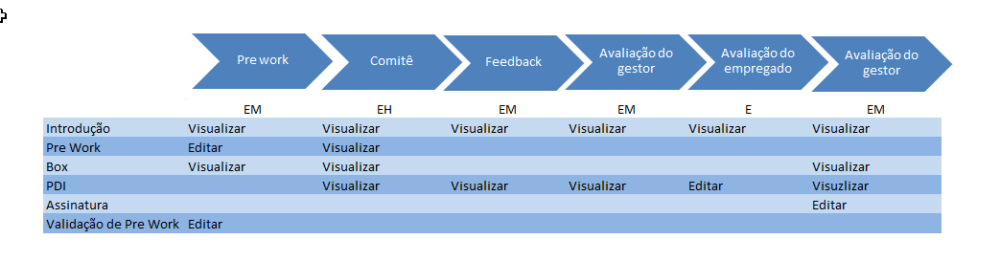 Pre work Comitê Feedback Avaliação do gestor Avaliação do empregado Avaliação do gestor
EM EH EM EM E EM
Introdução Visualizar Visualizar Visualizar Visualizar Visualizar Visualizar
Pre Work Editar Visualizar
Box Visualizar Visualizar Visualizar
PDI Visualizar Visualizar Visualizar Editar Visuzlizar
Assinatura Editar
Validação de Pre Work Editar